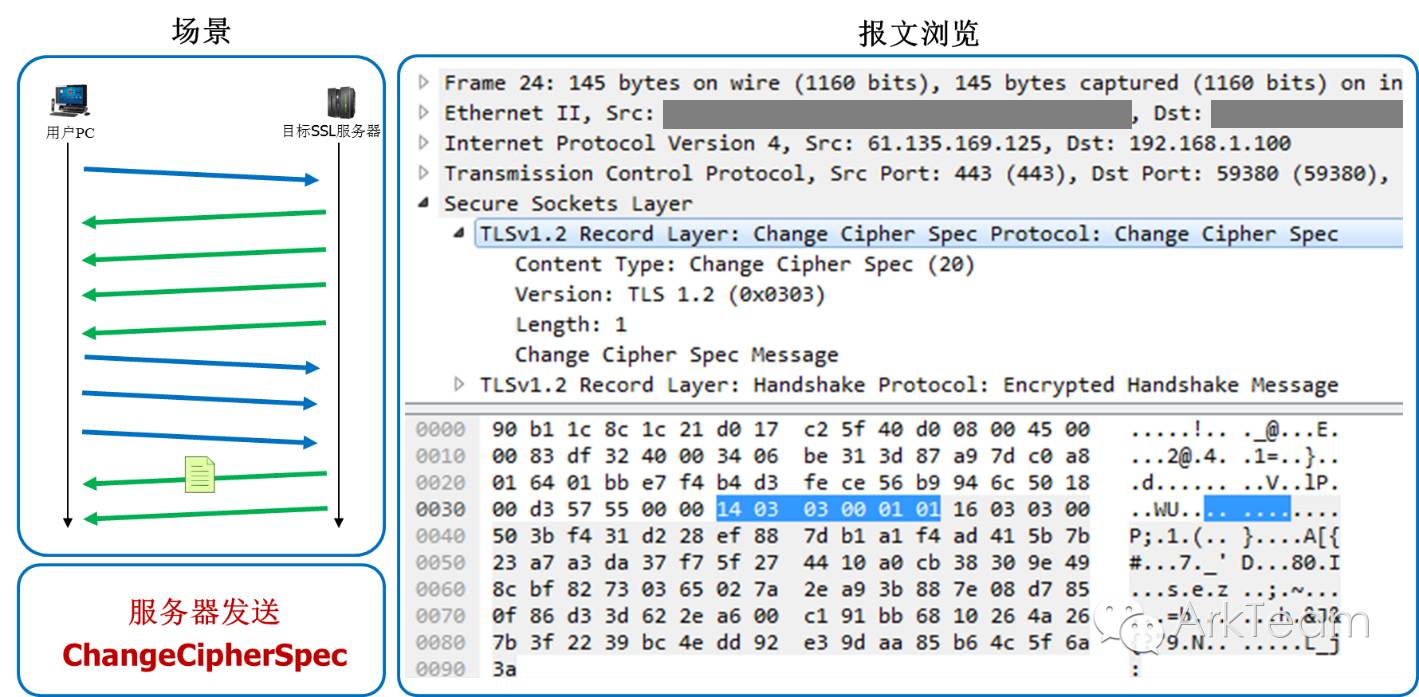 场景
报文浏览
用户PC
目标SSL服务器
服务器发送
ChangeCipherSpec
Frame 24: 145 bytes on wire (1160 bits), 145 bytes captured (1160 bits) on in
Ethernet II, Src: , Dst:
Internet Protocol Version 4, Src: 61.135.169.125, Dst: 192.168.1.100
Transmission Control Protocol, Src Port: 443 (443), Dst Port: 59380 (59380),
Secure Sockets Layer
TLSv1.2 Record Layer: Change Cipher Spec Protocol: Change Cipher Spec
Content Type: Change Cipher Spec (20)
Version: TLS 1.2 (0x0303)
Length: 1
Change Cipher Spec Message
TLSv1.2 Record Layer: Handshake Protocol: Encrypted Handshake Message
0000 90 b1 1c 8c 1c 21 d0 17 c2 5f 40 d0 08 00 45 00 .....!.. ._@...E.
0010 00 83 df 32 40 00 34 06 be 31 3d 87 a9 7d c0 a8 ...2@.4. .1=..}..
0020 01 64 01 bb e7 f4 b4 d3 fe ce 56 b9 94 6c 50 18 .d...... ..V..lP.
0030 00 d3 57 55 00 00 14 03 03 00 01 01 16 03 03 00 ..WU.... ........
0040 50 3b f4 31 d2 28 ef 88 7d b1 a1 f4 ad 41 5b 7b P;.1.(.. }....A[{
0050 23 a7 a3 da 37 f7 5f 27 44 10 a0 cb 38 30 9e 49 #...7._' D...80.I
0060 8c bf 82 73 03 65 02 7a 2e a9 3b 88 7e 08 d7 85 ...s.e.z ..;.~...
0070 0f 86 d3 3d 62 2e a6 00 c1 91 bb 68 10 26 4a 26 ...=b... ...h.&J&
0080 7b 3f 22 39 bc 4e dd 92 e3 9d aa 85 b6 4c 5f 6a {?"9.N.. .....L_j
0090 3a :
ArkTeam